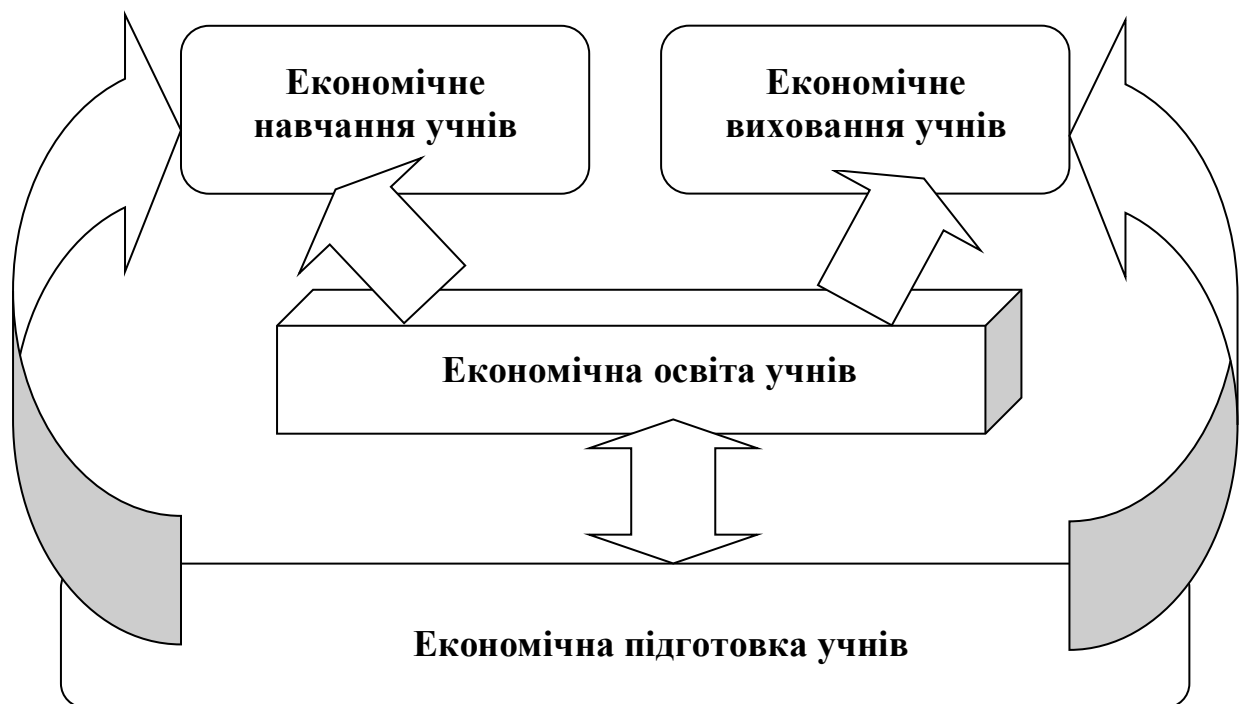 Економічне
навчання учнів
Економічне
виховання учнів
Економічна освіта учнів
Економічна підготовка учнів